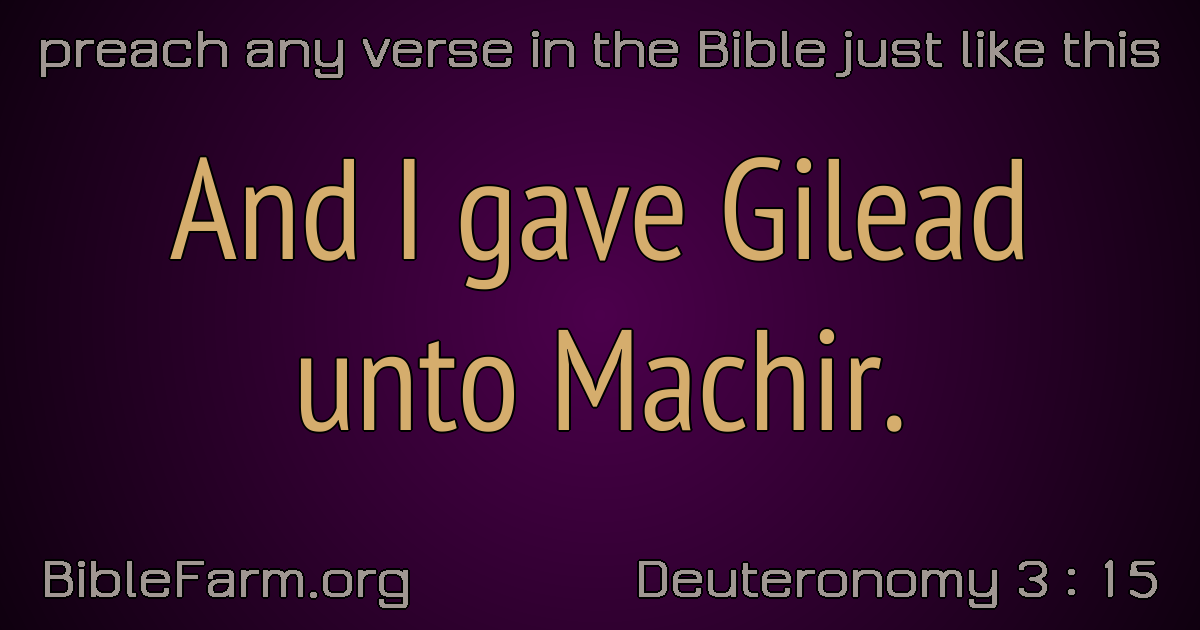 preach any verse in the Bible just like this
And I gave Gilead
unto Machir.
BibleFarm.org
Deuteronomy 3 : 15